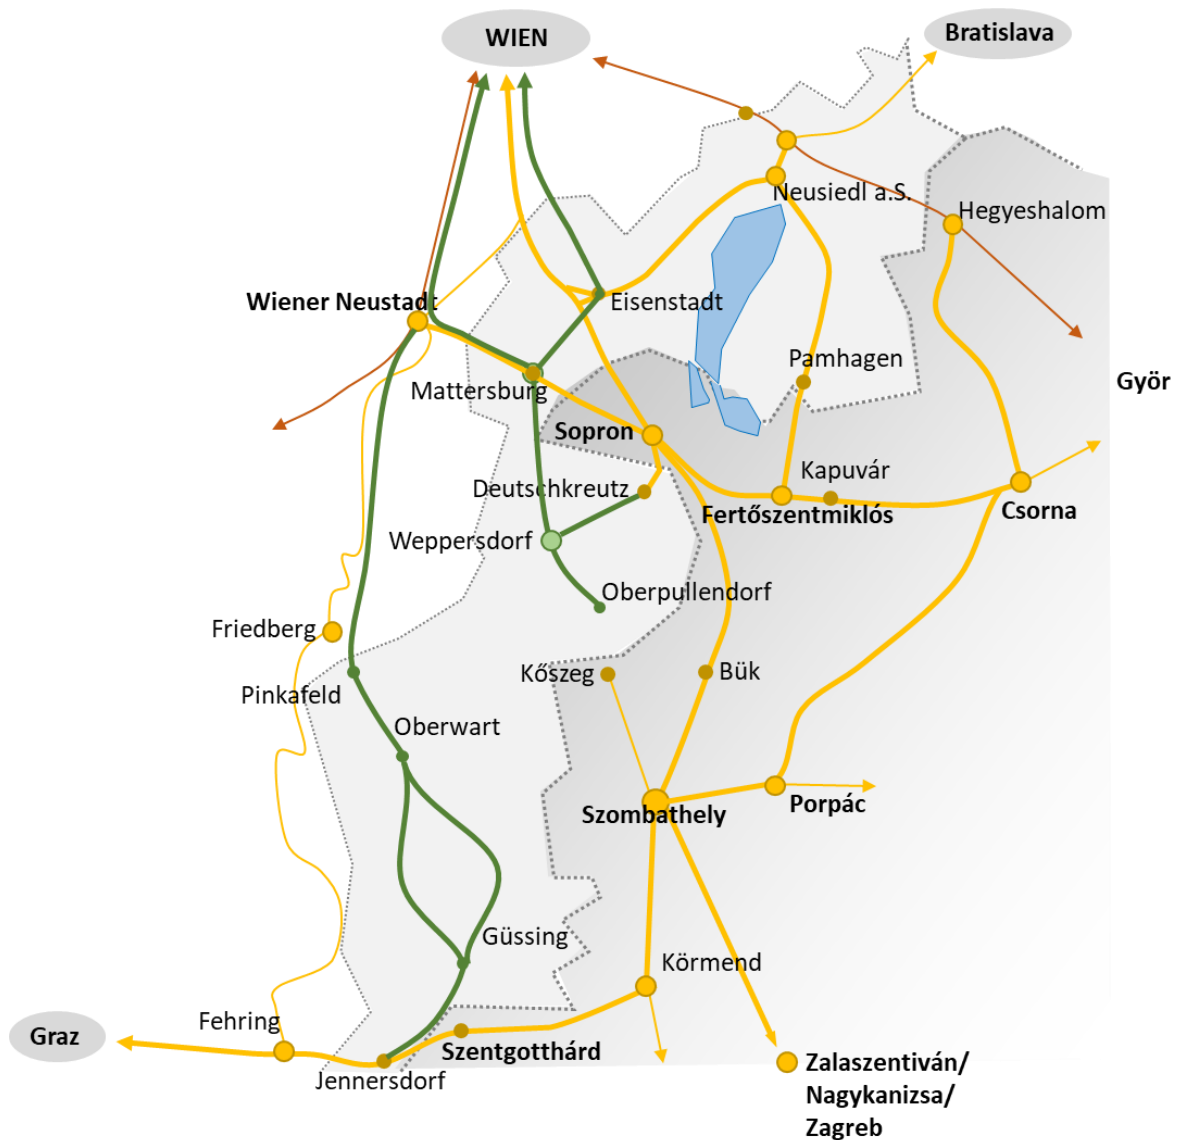 WIEN
Bratislava
Neusiedl a.S.
Hegyeshalom
Wiener Neustadt
Eisenstadt
Pamhagen
Mattersburg
Györ
Sopron
Kapuvár
Deutschkreutz
Fertőszentmiklós
Csorna
Weppersdorf
Oberpullendorf
Friedberg
Kőszeg
Bük
Pinkafeld
Oberwart
Szombathely
Porpác
Güssing
Körmend
Fehring
Graz
Szentgotthárd
Jennersdorf
Zalaszentiván/
Nagykanizsa/
Zagreb